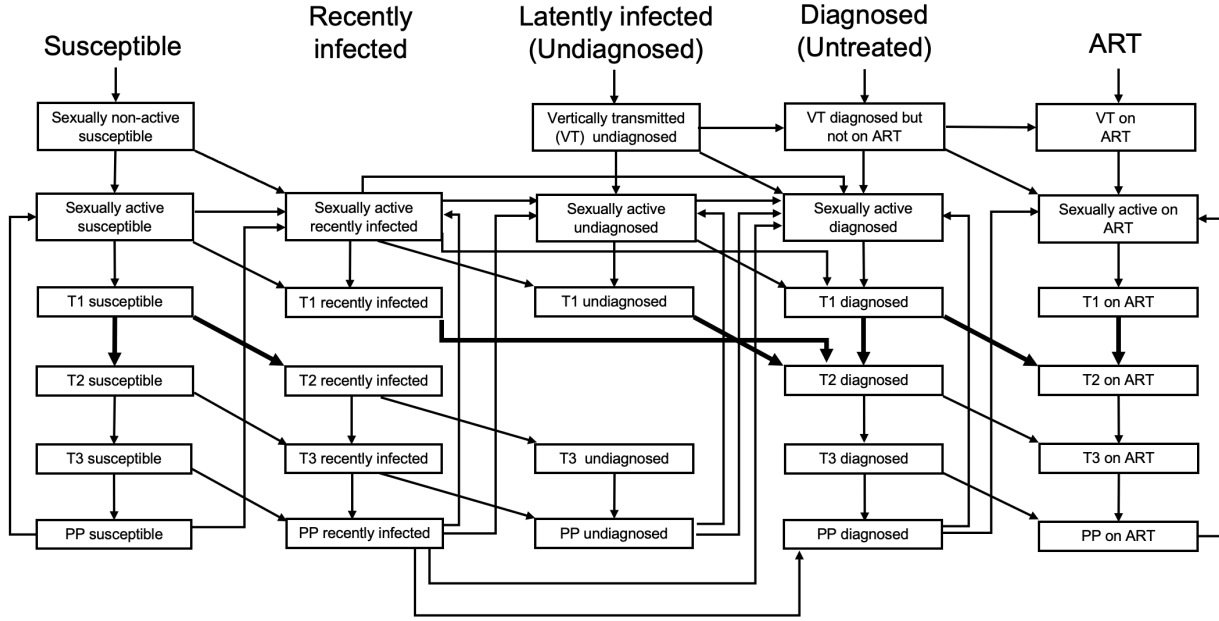 Susceptible
Recently
infected
Latently infected
(Undiagnosed)
Diagnosed
(Untreated)
ART
Sexually non-active
susceptible
Vertically transmitted
(VT) undiagnosed
VT diagnosed but
not on ART
VT on
ART
Sexually active
susceptible
Sexually active
recently infected
Sexually active
undiagnosed
Sexually active
diagnosed
Sexually active on
ART
T1 susceptible
T1 recently infected
T1 undiagnosed
T1 diagnosed
T1 on ART
T2 susceptible
T2 recently infected
T2 diagnosed
T2 on ART
T3 susceptible
T3 recently infected
T3 undiagnosed
T3 diagnosed
T3 on ART
PP susceptible
PP recently infected
PP undiagnosed
PP diagnosed
PP on ART